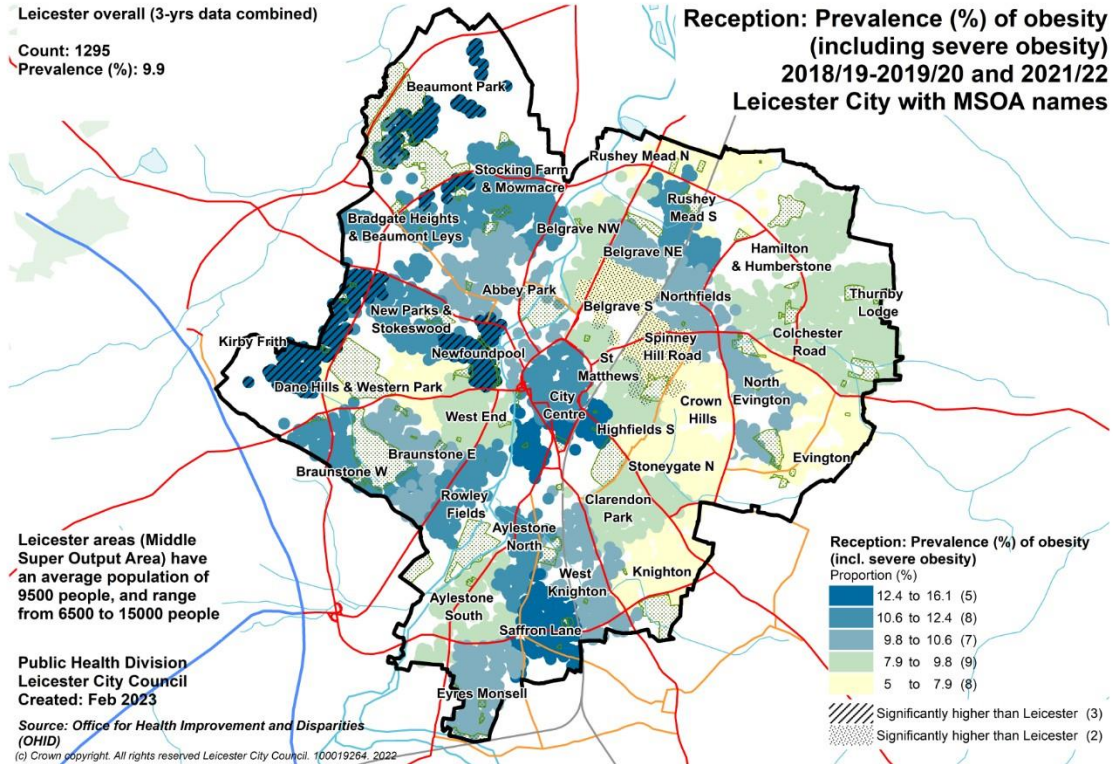 Leicester overall (3-yrs data combined)
Count: 1295
Prevalence (%): 9.9
Reception: Prevalence (%) of obesity
(including severe obesity)
2018/19-2019/20 and 2021/22
Leicester City with MSOA names
Beaumont Park
Rushey Mead N
Stocking Farm
& Mowmacre
Rushey
Mead S
Bradgate Heights
& Beaumont Leys
Belgrave NW
Belgrave NE
Hamilton
& Humberstone
Abbey Park
Northfields
Thurnby
Lodge
New Parks &
Stokeswood
Belgrave S
Colchester
Road
Kirby Frith
Newfoundpool
Spinney
Hill Road
St
Matthews
Dane Hills & Western Park
North
Evington
City
Centre
Crown
Hills
West End
Highfields S
Braunstone E
Evington
Braunstone W
Stoneygate N
Rowley
Fields
Clarendon
Park
Aylestone
North
West
Knighton
Knighton
Aylestone
South
Saffron Lane
Eyres Monsell
Leicester areas (Middle
Super Output Area) have
an average population of
9500 people, and range
from 6500 to 15000 people
Public Health Division
Leicester City Council
Created: Feb 2023
Source: Office for Health Improvement and Disparities
(OHID)
(c) Crown copyright. All rights reserved Leicester City Council. 100019264. 2022
Reception: Prevalence (%) of obesity
(incl. severe obesity)
Proportion (%)
12.4 to 16.1 (5)
10.6 to 12.4 (8)
9.8 to 10.6 (7)
7.9 to 9.8 (9)
5 to 7.9 (8)
Significantly higher than Leicester (3)
Significantly higher than Leicester (2)